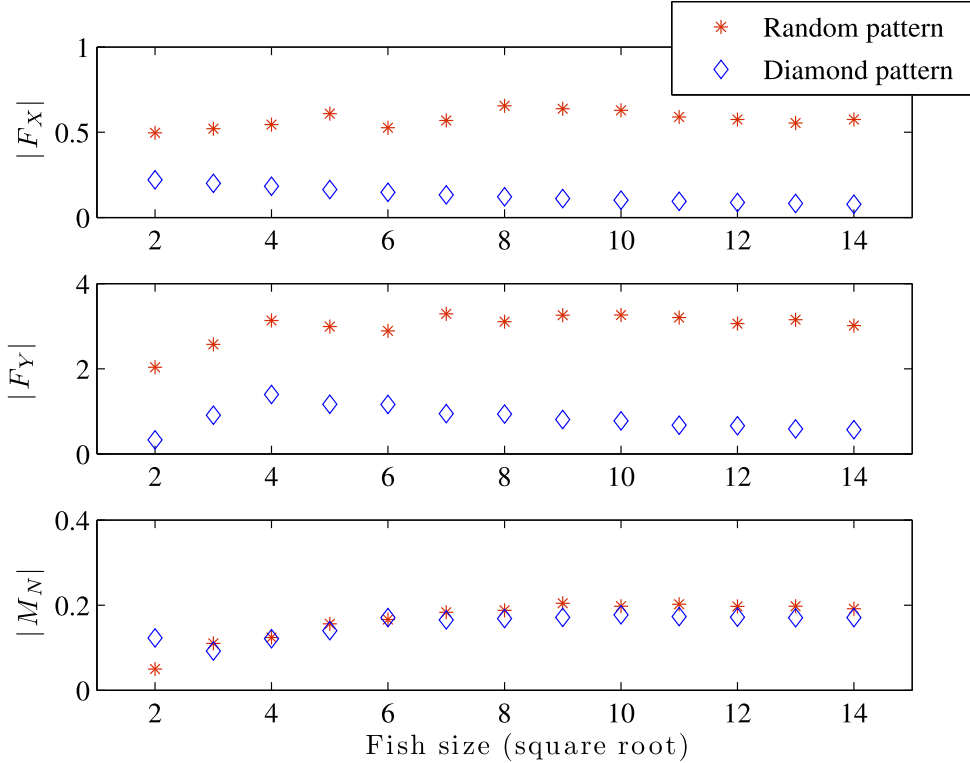 Random pattern
Diamond pattern
1
0.5
0
|F_X|
2 4 6 8 10 12 14
4
2
0
|F_Y|
2 4 6 8 10 12 14
0.4
0.2
0
|M_N|
2 4 6 8 10 12 14
Fish size (square root)